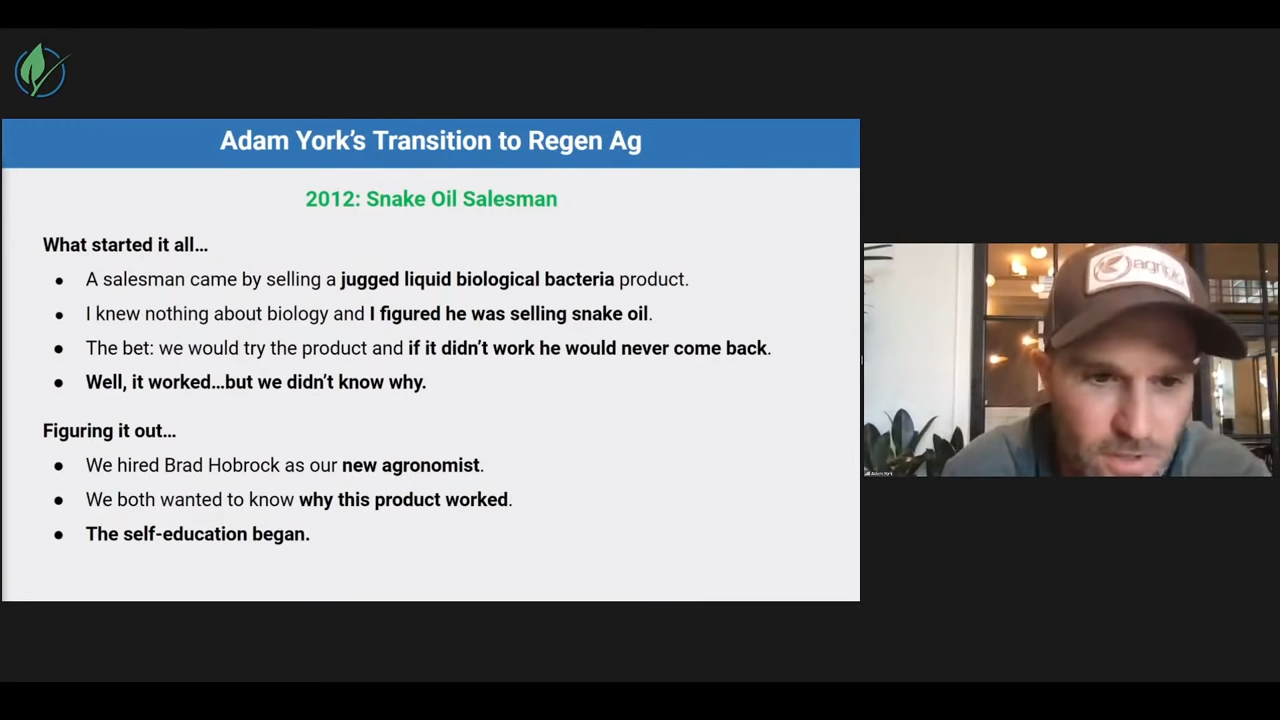 Adam York’s Transition to Regen Ag
2012: Snake Oil Salesman
What started it all…
● A salesman came by selling a jugged liquid biological bacteria product.
● I knew nothing about biology and I figured he was selling snake oil.
● The bet: we would try the product and if it didn’t work he would never come back.
● Well, it worked…but we didn’t know why.
Figuring it out…
● We hired Brad Hobrock as our new agronomist.
● We both wanted to know why this product worked.
● The self-education began.
Adam York